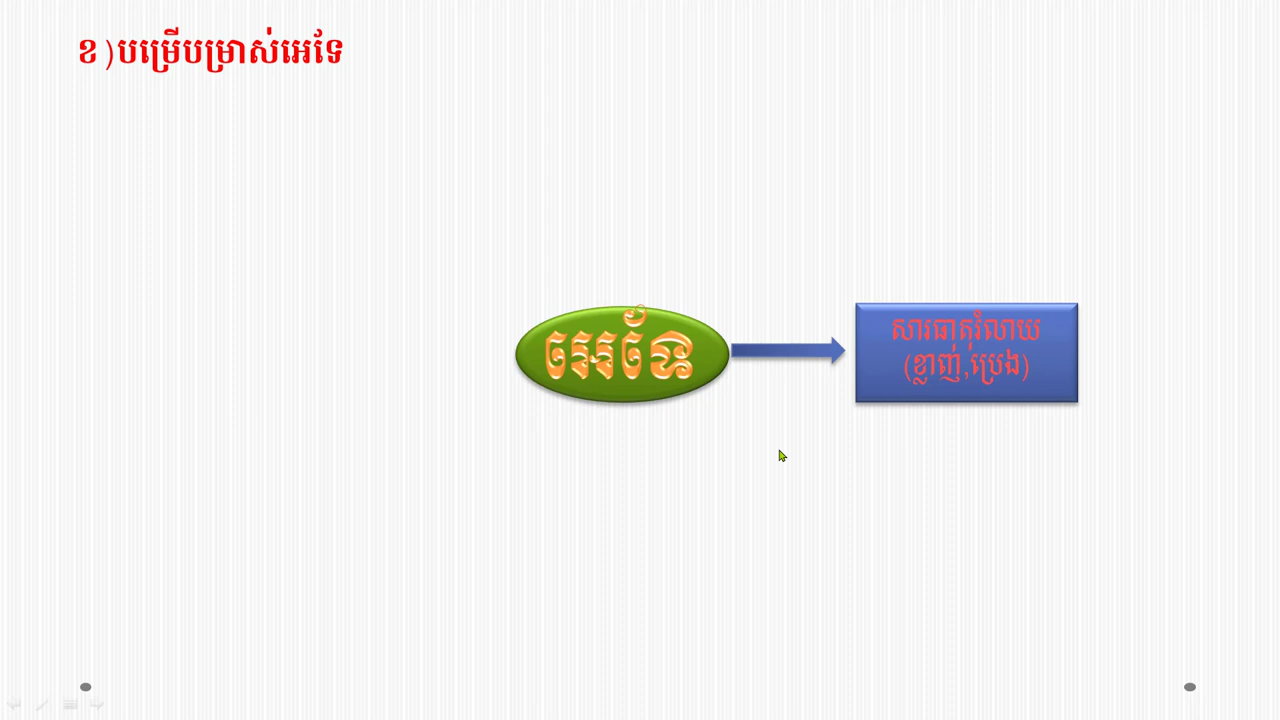 ខ )បម្រើបម្រាស់អេទែ
អេទែ
សារធាតុរំលាយ
(ខ្លាញ់,ប្រេង)